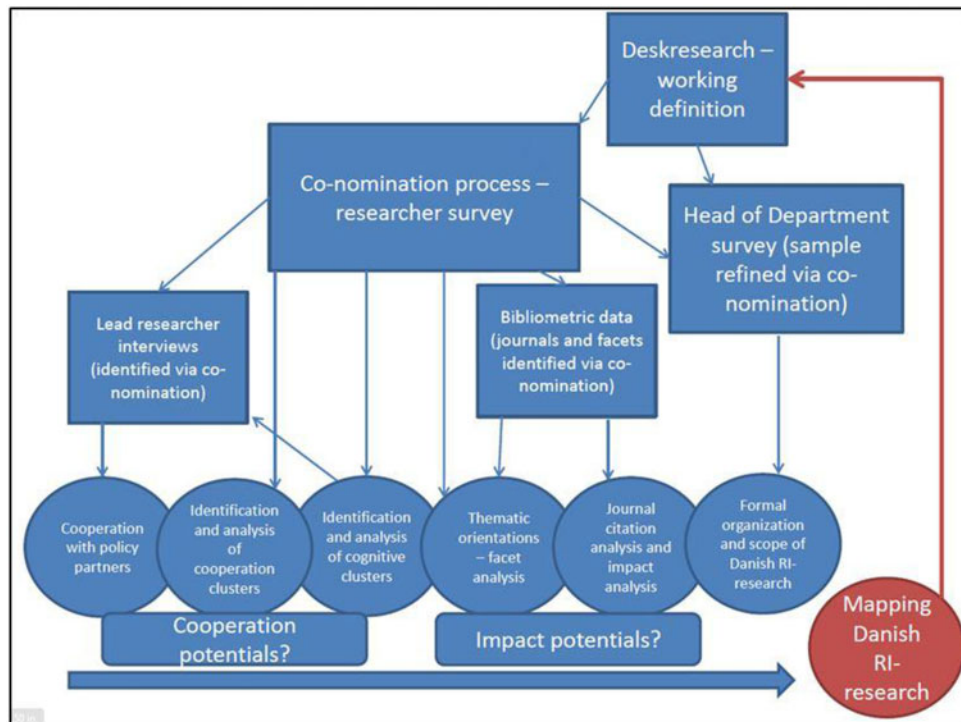 Deskresearch –
working
definition
Co-nomination process –
researcher survey
Head of Department
survey (sample
refined via co-
nomination)
Lead researcher
interviews
(identified via co-
nomination)
Bibliometric data
(journals and facets
identified via co-
nomination)
Cooperation
with policy
partners
Identification
and analysis
of
cooperation
clusters
Identification
and analysis
of cognitive
clusters
Thematic
orientations
– facet
analysis
Journal
citation
analysis and
impact
analysis
Formal
organization
and scope of
Danish RI-
research
Cooperation
potentials?
Impact potentials?
Mapping
Danish
RI-
research